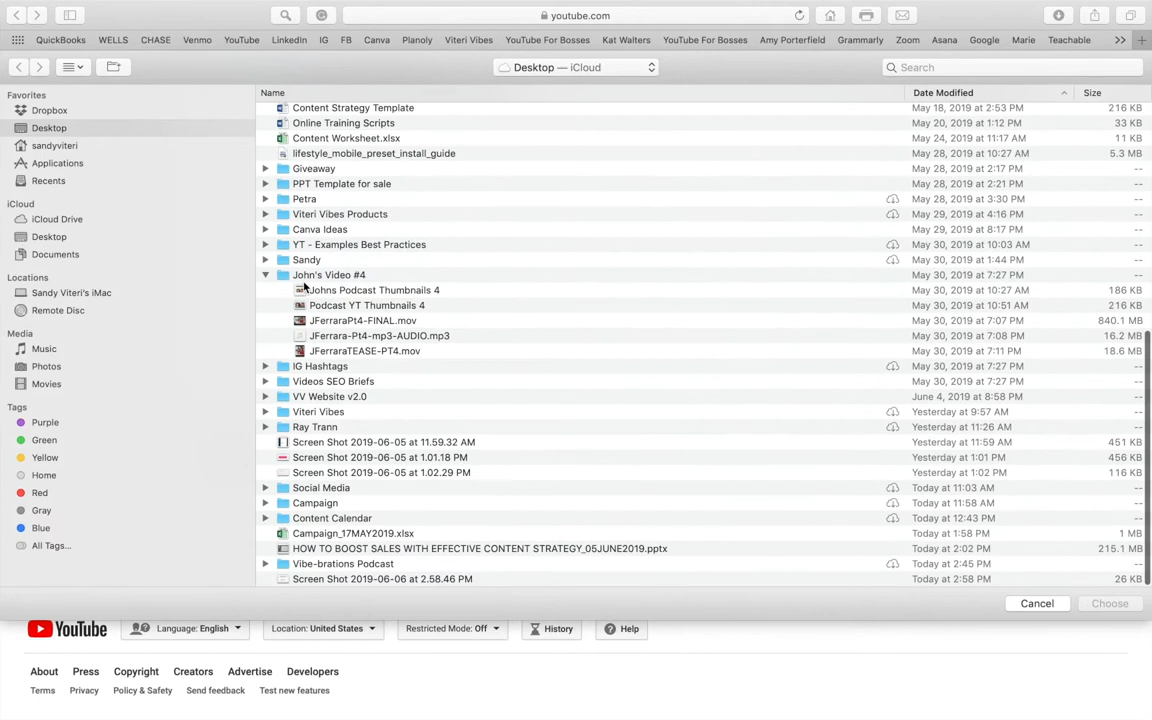 youtube.com
QuickBooks WELLS CHASE Venmo YouTube LinkedIn IG FB Canva Planoly Viteri Vibes YouTube For Bosses Kat Walters YouTube For Bosses Amy Porterfield Grammarly Zoom Asana Google Marie Teachable
Desktop — iCloud Search
Favorites
Dropbox
Desktop
sandyviteri
Applications
Recents
iCloud
iCloud Drive
Desktop
Documents
Locations
Sandy Viteri's iMac
Remote Disc
Media
Music
Photos
Movies
Tags
Purple
Green
Yellow
Home
Red
Gray
Blue
All Tags...
Name Date Modified Size
Content Strategy Template May 18, 2019 at 2:53 PM 216 KB
Online Training Scripts May 20, 2019 at 1:12 PM 33 KB
Content Worksheet.xlsx May 24, 2019 at 11:17 AM 11 KB
lifestyle_mobile_preset_install_guide May 28, 2019 at 10:27 AM 5.3 MB
Giveaway May 28, 2019 at 2:17 PM --
PPT Template for sale May 28, 2019 at 2:21 PM --
Petra May 28, 2019 at 3:30 PM --
Viteri Vibes Products May 29, 2019 at 4:16 PM --
Canva Ideas May 29, 2019 at 8:17 PM --
YT - Examples Best Practices May 30, 2019 at 10:03 AM --
Sandy May 30, 2019 at 1:44 PM --
John's Video #4 May 30, 2019 at 7:27 PM --
Johns Podcast Thumbnails 4 May 30, 2019 at 10:27 AM 186 KB
Podcast YT Thumbnails 4 May 30, 2019 at 10:51 AM 216 KB
JFerraraPt4-FINAL.mov May 30, 2019 at 7:07 PM 840.1 MB
JFerrara-Pt4-mp3-AUDIO.mp3 May 30, 2019 at 7:08 PM 16.2 MB
JFerraraTEASE-PT4.mov May 30, 2019 at 7:11 PM 18.6 MB
IG Hashtags May 30, 2019 at 7:27 PM --
Videos SEO Briefs May 30, 2019 at 7:27 PM --
VV Website v2.0 June 4, 2019 at 8:58 PM --
Viteri Vibes Yesterday at 9:57 AM --
Ray Trann Yesterday at 11:26 AM --
Screen Shot 2019-06-05 at 11.59.32 AM Yesterday at 11:59 AM 451 KB
Screen Shot 2019-06-05 at 1.01.18 PM Yesterday at 1:01 PM 456 KB
Screen Shot 2019-06-05 at 1.02.29 PM Yesterday at 1:02 PM 116 KB
Social Media Today at 11:03 AM --
Campaign Today at 11:58 AM --
Content Calendar Today at 12:43 PM --
Campaign_17MAY2019.xlsx Today at 1:58 PM 1 MB
HOW TO BOOST SALES WITH EFFECTIVE CONTENT STRATEGY_05JUNE2019.pptx Today at 2:02 PM 215.1 MB
Vibe-brations Podcast Today at 2:45 PM --
Screen Shot 2019-06-06 at 2.58.46 PM Today at 2:58 PM 26 KB
Cancel Choose
YouTube Language: English Location: United States Restricted Mode: Off History Help
About Press Copyright Creators Advertise Developers
Terms Privacy Policy & Safety Send feedback Test new features